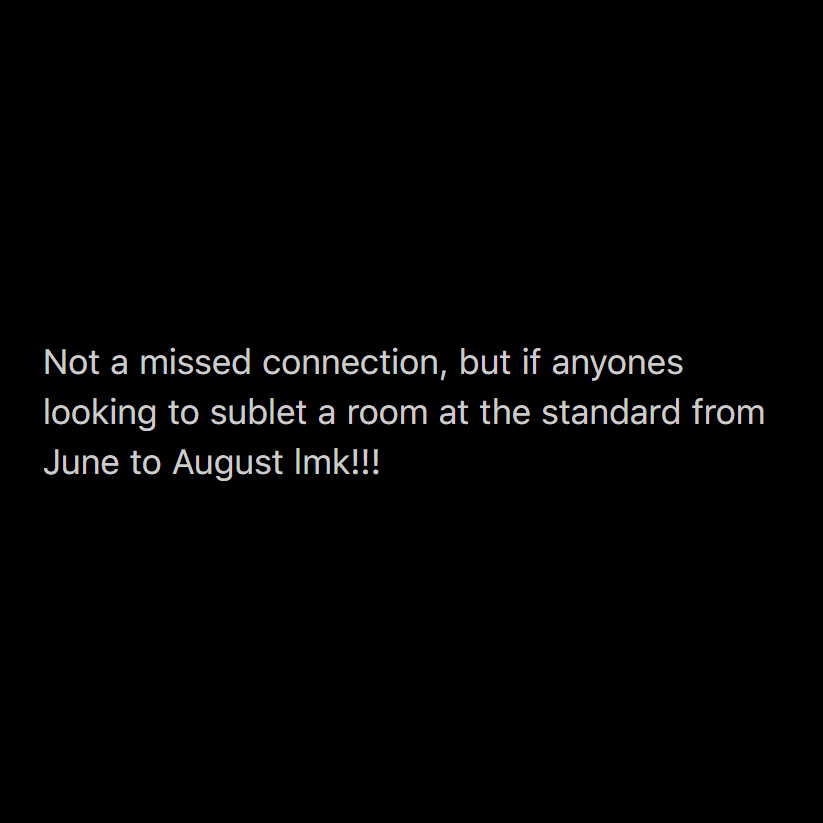 Not a missed connection, but if anyones
looking to sublet a room at the standard from
June to August lmk!!!